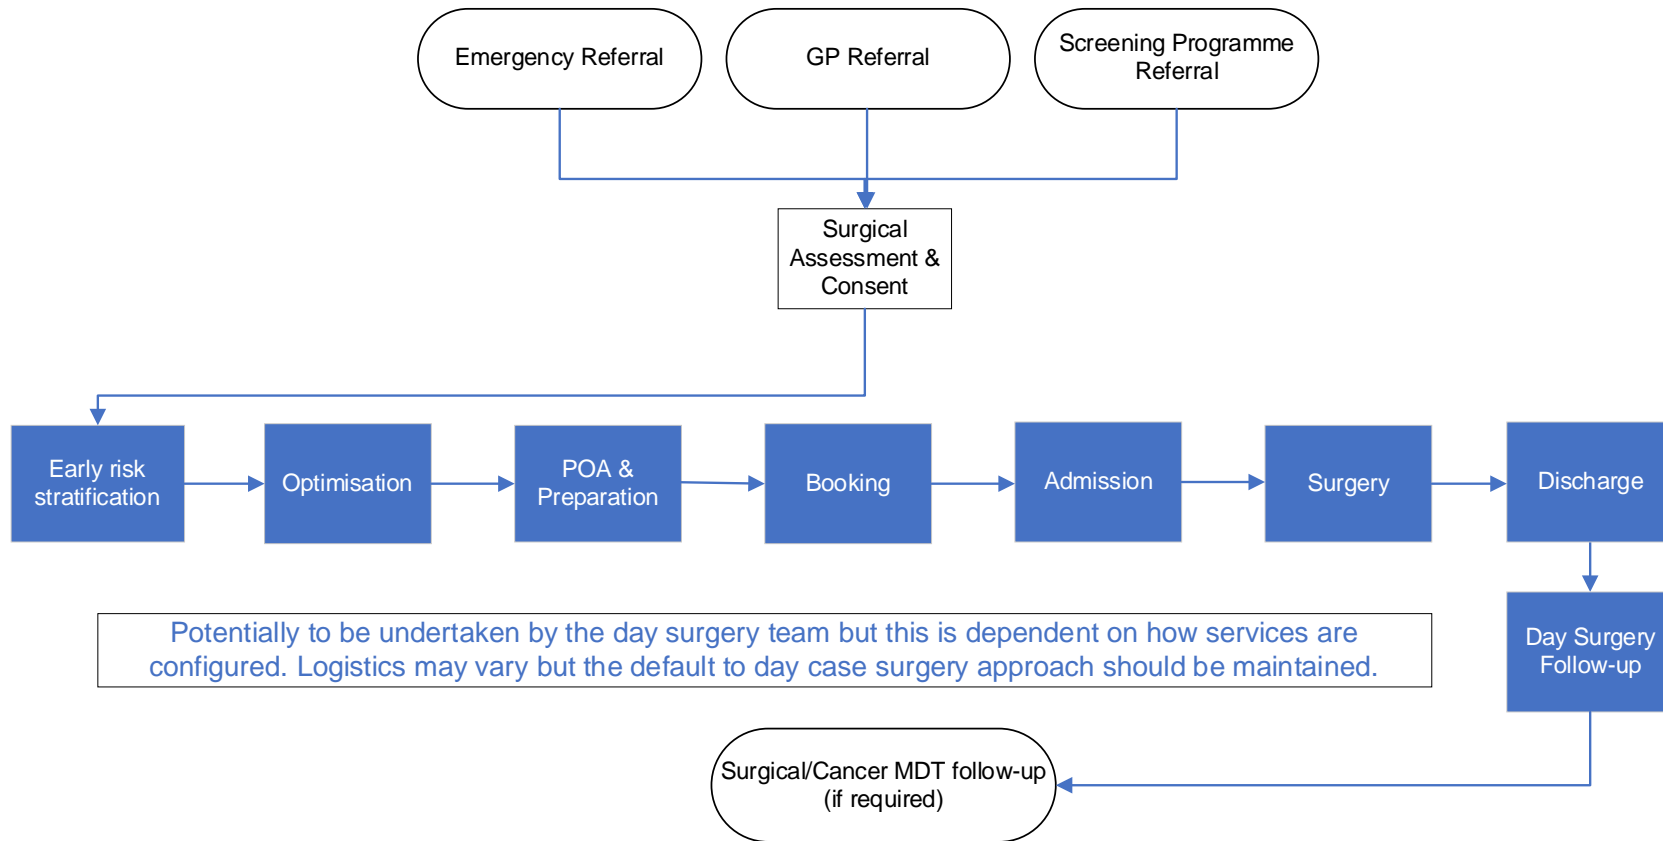 Emergency Referral
GP Referral
Screening Programme
Referral
Surgical
Assessment &
Consent
Early risk
stratification
Optimisation
POA &
Preparation
Booking
Admission
Surgery
Discharge
Potentially to be undertaken by the day surgery team but this is dependent on how services are
configured. Logistics may vary but the default to day case surgery approach should be maintained.
Day Surgery
Follow-up
Surgical/Cancer MDT follow-up
(if required)